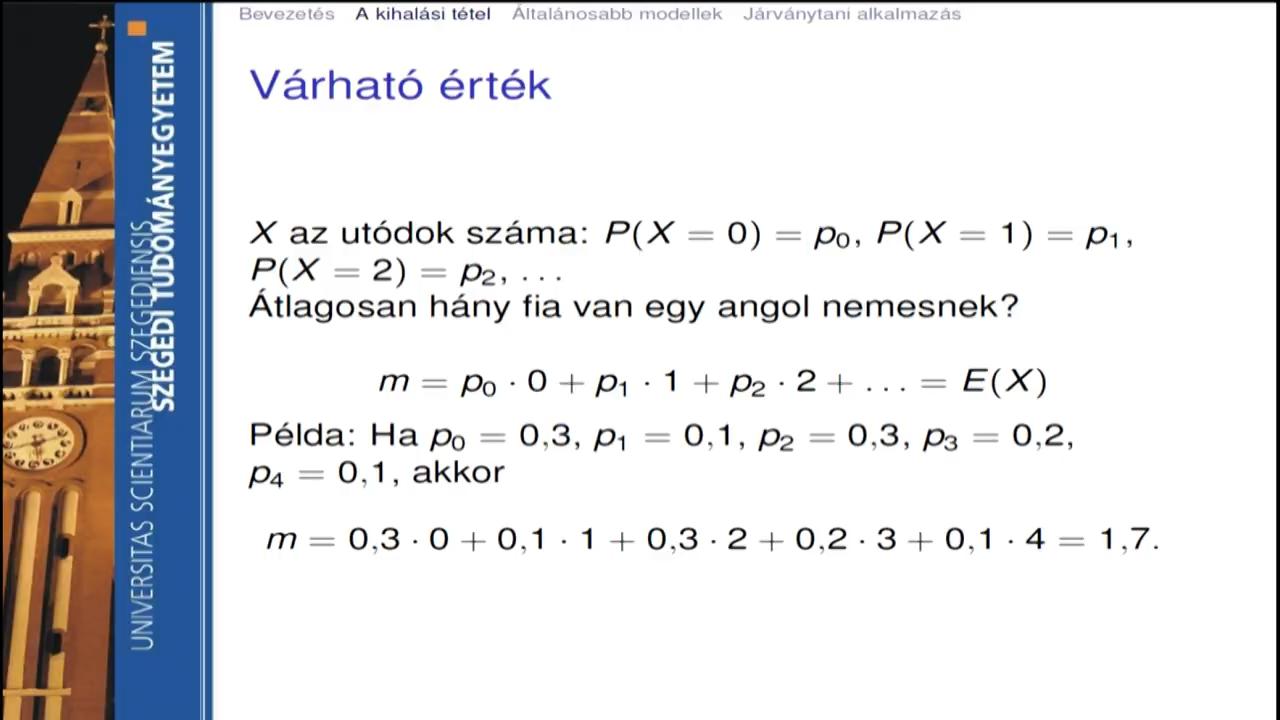 Bevezetés A kihalási tétel Általánosabb modellek Járványtani alkalmazás
UNIVERSITAS SCIENTIARUM SZEGEDIENSIS
SZEGEDI TUDOMÁNYEGYETEM
Várható érték
X az utódok száma: P(X = 0) = p₀, P(X = 1) = p₁,
P(X = 2) = p₂, ...
Átlagosan hány fia van egy angol nemesnek?
m = p₀ · 0 + p₁ · 1 + p₂ · 2 + ... = E(X)
Példa: Ha p₀ = 0,3, p₁ = 0,1, p₂ = 0,3, p₃ = 0,2,
p₄ = 0,1, akkor
m = 0,3 · 0 + 0,1 · 1 + 0,3 · 2 + 0,2 · 3 + 0,1 · 4 = 1,7.